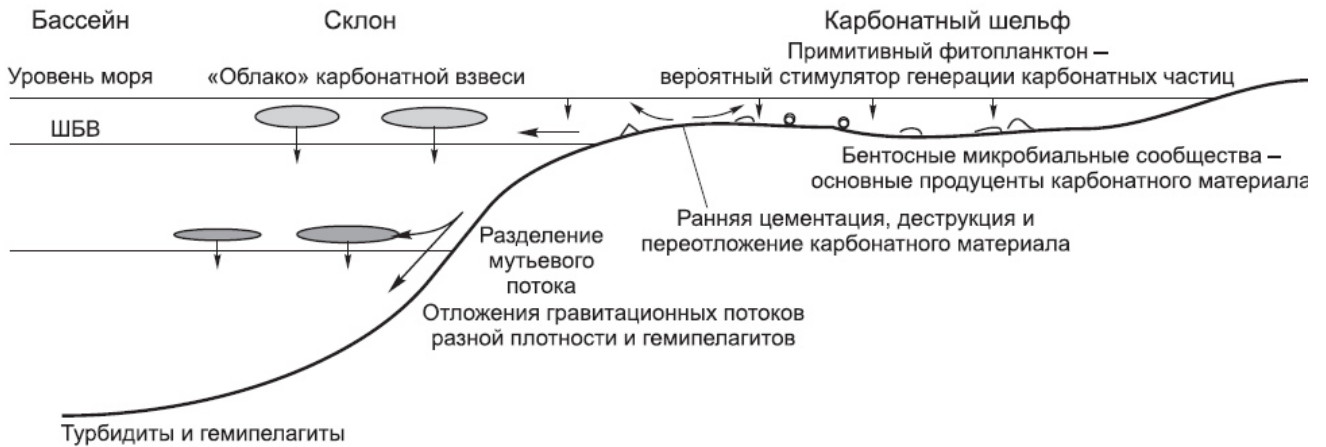 Бассейн
Склон
Карбонатный шельф
Примитивный фитопланктон –
вероятный стимулятор генерации карбонатных частиц
Уровень моря
«Облако» карбонатной взвеси
ШБВ
Бентосные микробиальные сообщества –
основные продуценты карбонатного материала
Ранняя цементация, деструкция и
переотложение карбонатного материала
Разделение
мутьевого
потока
Отложения гравитационных потоков
разной плотности и гемипелагитов
Турбидиты и гемипелагиты